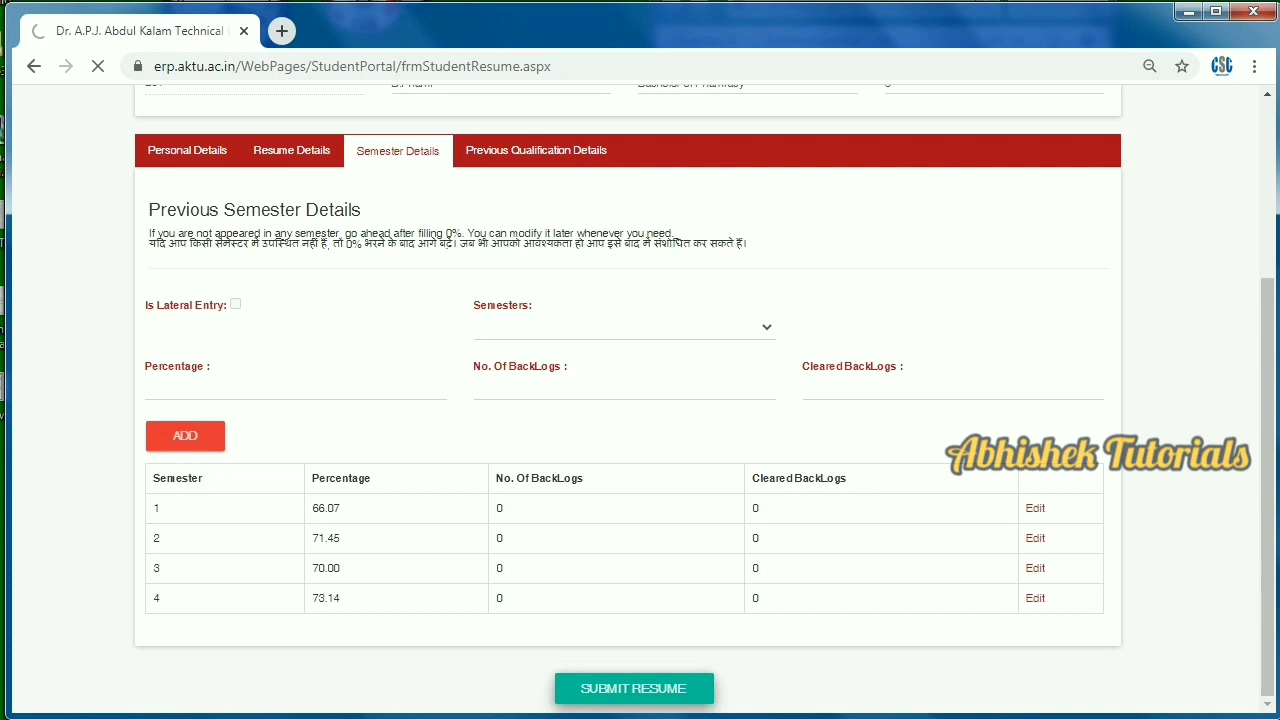 Dr. A.P.J. Abdul Kalam Technical
erp.aktu.ac.in/WebPages/StudentPortal/frmStudentResume.aspx
CSC
Personal Details Resume Details Semester Details Previous Qualification Details
Previous Semester Details
If you are not appeared in any semester, go ahead after filling 0%. You can modify it later whenever you need.
यदि आप किसी सेमेस्टर में उपस्थित नहीं हैं, तो 0% भरने के बाद आगे बढ़ें। जब भी आपको आवश्यकता हो आप इसे बाद में संशोधित कर सकते हैं।
Is Lateral Entry: Semesters:
Percentage : No. Of BackLogs : Cleared BackLogs :
ADD
Abhishek Tutorials
Semester Percentage No. Of BackLogs Cleared BackLogs
1 66.07 0 0 Edit
2 71.45 0 0 Edit
3 70.00 0 0 Edit
4 73.14 0 0 Edit
SUBMIT RESUME